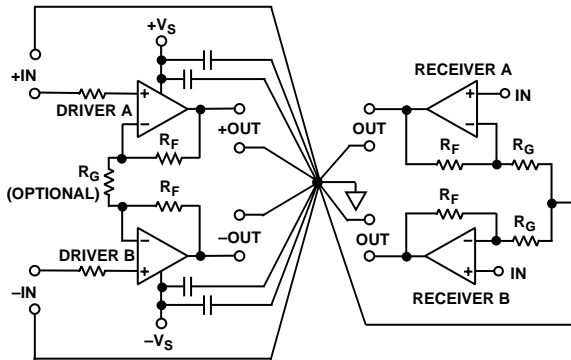 +VS
+IN
DRIVER A
+
−
RF
+OUT
RG
(OPTIONAL)
RF
−OUT
DRIVER B
−
+
−IN
−VS
RECEIVER A
+
−
IN
OUT
RF
RG
RF
RG
OUT
−
+
IN
RECEIVER B